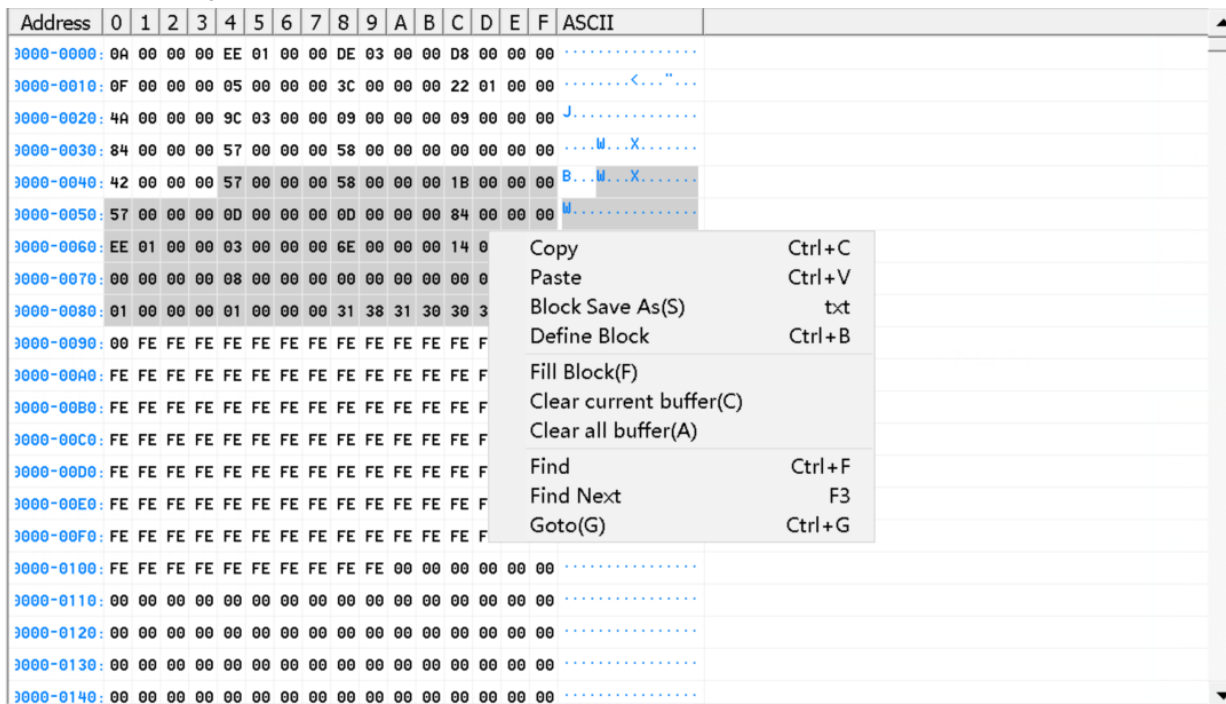 Address 0 1 2 3 4 5 6 7 8 9 A B C D E F ASCII
0000-0000: 0A 00 00 00 EE 01 00 00 DE 03 00 00 D8 00 00 00 ................
0000-0010: 0F 00 00 00 05 00 00 00 3C 00 00 00 22 01 00 00 ........<..."...
0000-0020: 4A 00 00 00 9C 03 00 00 09 00 00 00 09 00 00 00 J...............
0000-0030: 84 00 00 00 57 00 00 00 58 00 00 00 00 00 00 00 ....W...X.......
0000-0040: 42 00 00 00 57 00 00 00 58 00 00 00 1B 00 00 00 B...W...X.......
0000-0050: 57 00 00 00 0D 00 00 00 0D 00 00 00 84 00 00 00 W...............
0000-0060: EE 01 00 00 03 00 00 00 6E 00 00 00 14
0000-0070: 00 00 00 00 08 00 00 00 00 00 00 00 00
0000-0080: 01 00 00 00 01 00 00 00 31 38 31 30 30
0000-0090: 00 FE FE FE FE FE FE FE FE FE FE FE FE
0000-00A0: FE FE FE FE FE FE FE FE FE FE FE FE FE
0000-00B0: FE FE FE FE FE FE FE FE FE FE FE FE FE
0000-00C0: FE FE FE FE FE FE FE FE FE FE FE FE FE
0000-00D0: FE FE FE FE FE FE FE FE FE FE FE FE FE
0000-00E0: FE FE FE FE FE FE FE FE FE FE FE FE FE
0000-00F0: FE FE FE FE FE FE FE FE FE FE FE FE FE
0000-0100: FE FE FE FE FE FE FE FE FE FE 00 00 00 00 00 00 ................
0000-0110: 00 00 00 00 00 00 00 00 00 00 00 00 00 00 00 00 ................
0000-0120: 00 00 00 00 00 00 00 00 00 00 00 00 00 00 00 00 ................
0000-0130: 00 00 00 00 00 00 00 00 00 00 00 00 00 00 00 00 ................
0000-0140: 00 00 00 00 00 00 00 00 00 00 00 00 00 00 00 00 ................
Copy Ctrl+C
Paste Ctrl+V
Block Save As(S) txt
Define Block Ctrl+B
Fill Block(F)
Clear current buffer(C)
Clear all buffer(A)
Find Ctrl+F
Find Next F3
Goto(G) Ctrl+G